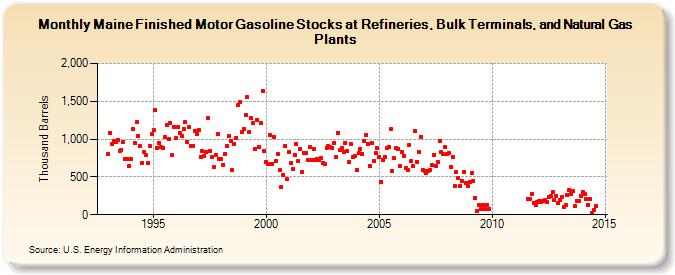 Monthly Maine Finished Motor Gasoline Stocks at Refineries, Bulk Terminals, and Natural Gas
Plants
Thousand Barrels
2,000
1,500
1,000
500
0
1995
2000
2005
2010
2015
Source: U.S. Energy Information Administration